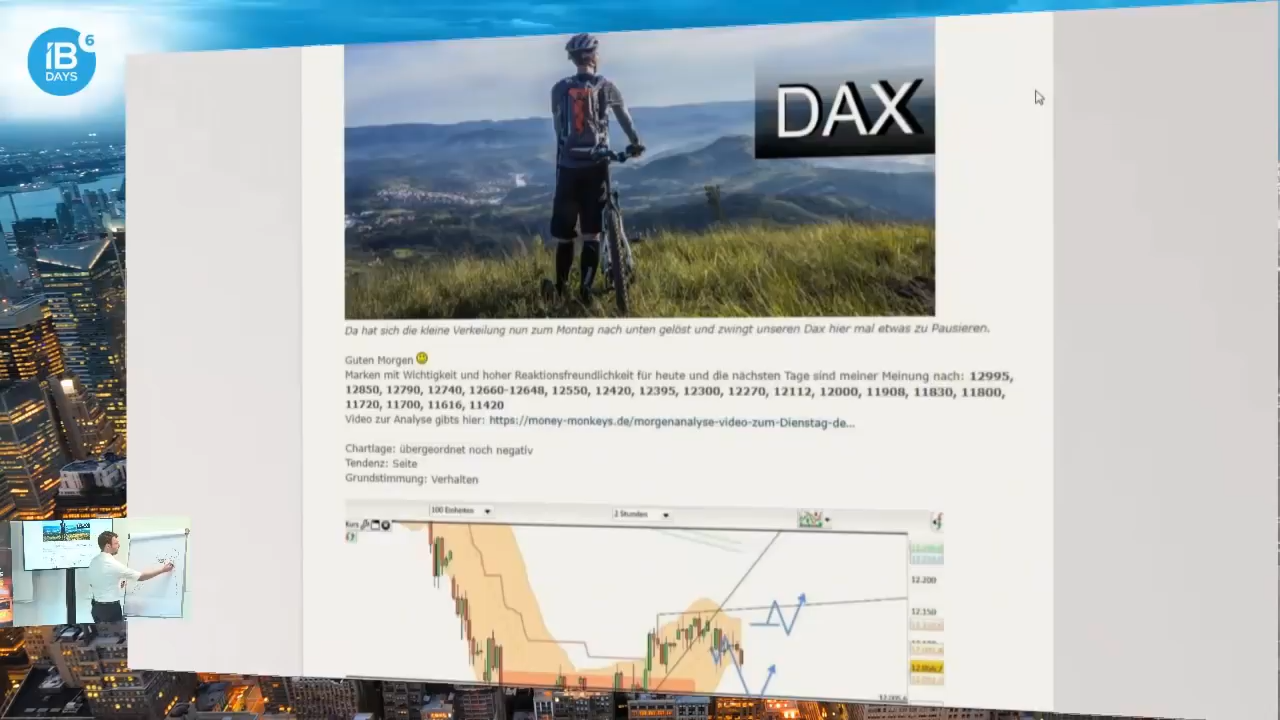 6
iB
DAYS
DAX
Da hat sich die kleine Verkeilung nun zum Montag nach unten gelöst und zwingt unseren Dax hier mal etwas zu Pausieren.
Guten Morgen
Marken mit Wichtigkeit und hoher Reaktionsfreundlichkeit für heute und die nächsten Tage sind meiner Meinung nach: 12995,
12850, 12790, 12740, 12660-12648, 12550, 12420, 12395, 12300, 12270, 12112, 12000, 11908, 11830, 11800,
11720, 11700, 11616, 11420
Video zur Analyse gibts hier: https://money-monkeys.de/morgenanalyse-video-zum-Dienstag-de...
Chartlage: übergeordnet noch negativ
Tendenz: Seite
Grundstimmung: Verhalten
100 Einheiten
2 Stunden
Kurs
12.200
12.150